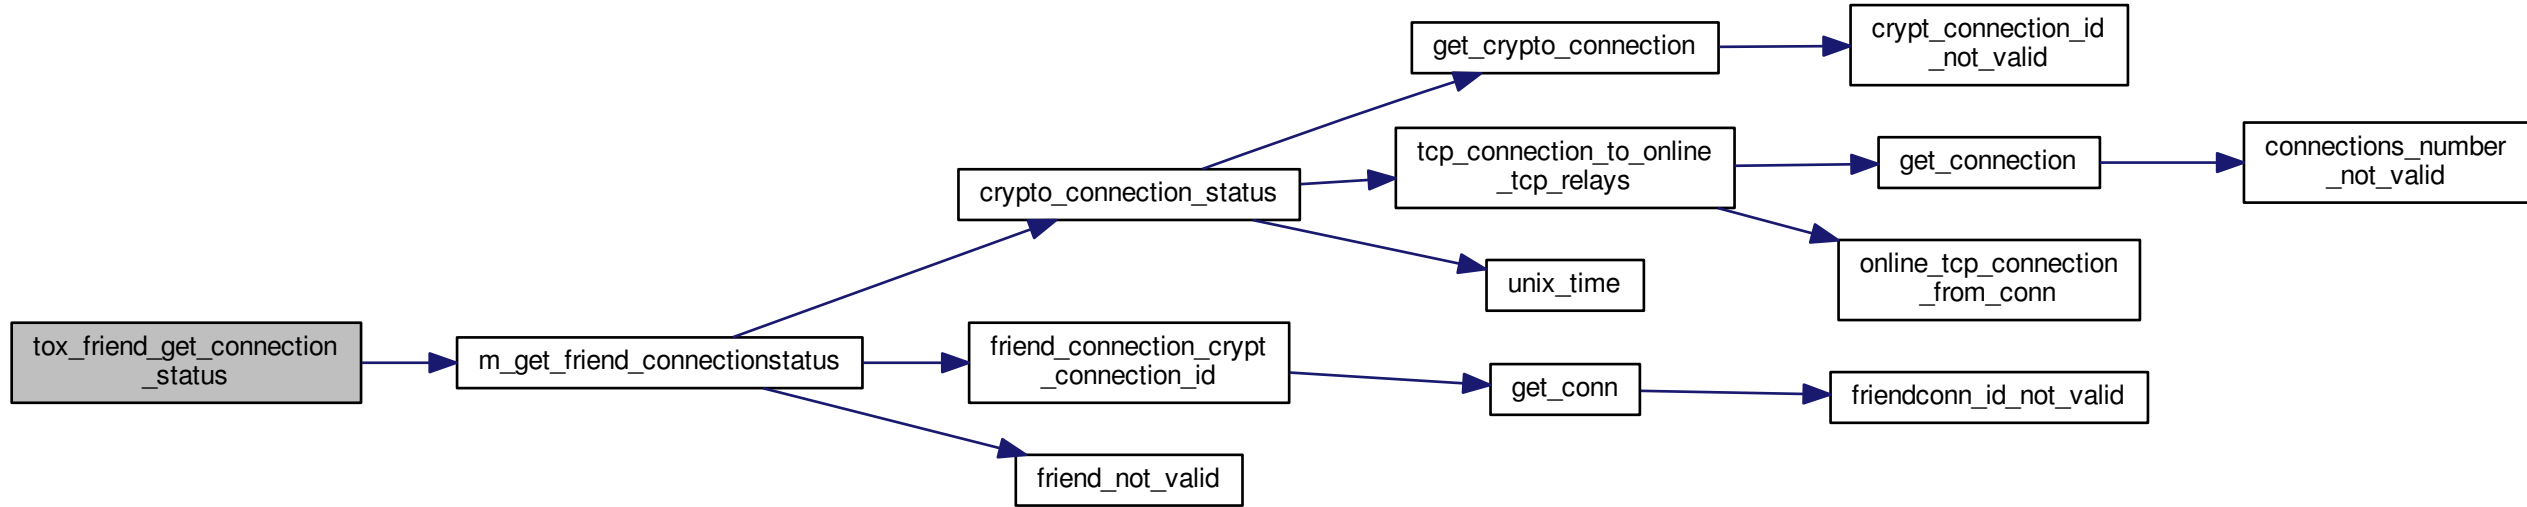 tox_friend_get_connection
_status
m_get_friend_connectionstatus
crypto_connection_status
get_crypto_connection
crypt_connection_id
_not_valid
tcp_connection_to_online
_tcp_relays
get_connection
connections_number
_not_valid
online_tcp_connection
_from_conn
unix_time
friend_connection_crypt
_connection_id
get_conn
friendconn_id_not_valid
friend_not_valid